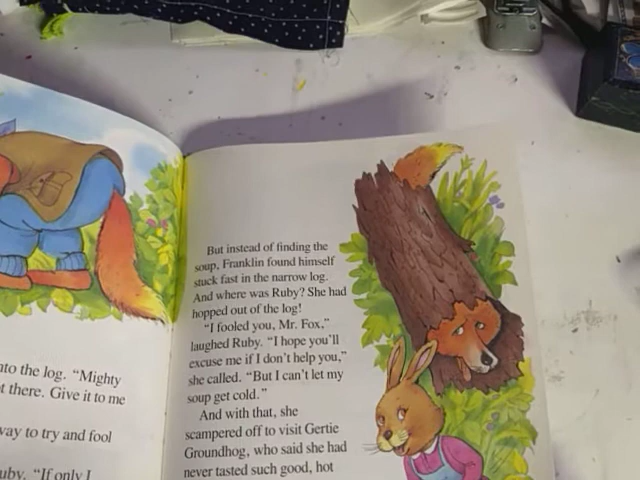 nto the log. “Mighty
t there. Give it to me
way to try and fool
uby. “If only I
But instead of finding the
soup, Franklin found himself
stuck fast in the narrow log.
And where was Ruby? She had
hopped out of the log!
“I fooled you, Mr. Fox,”
laughed Ruby. “I hope you’ll
excuse me if I don’t help you,”
she called. “But I can’t let my
soup get cold.”
And with that, she
scampered off to visit Gertie
Groundhog, who said she had
never tasted such good, hot